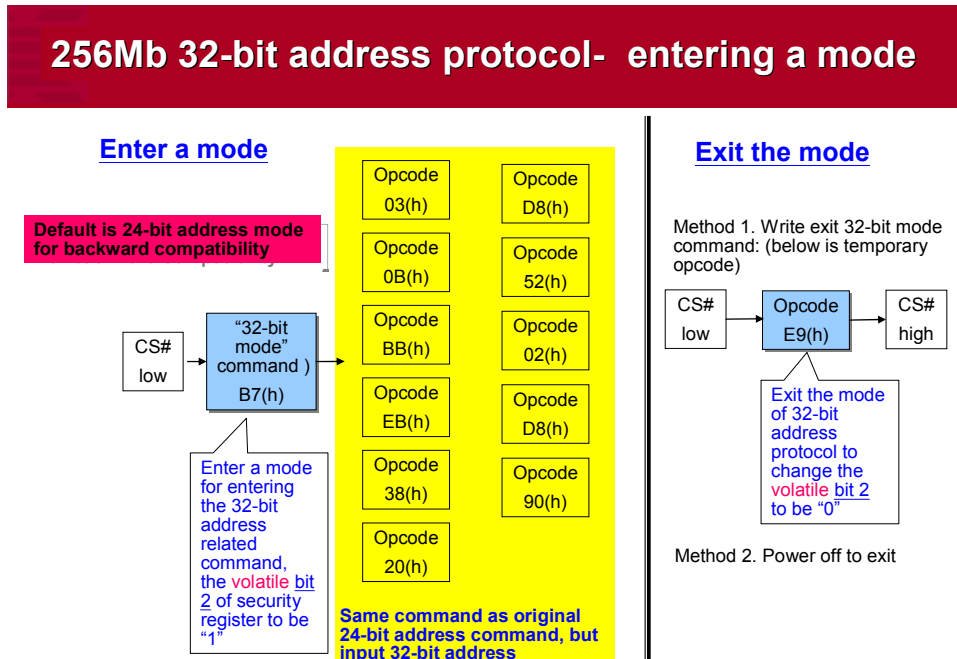 256Mb 32-bit address protocol-  entering a mode
Enter a mode
Default is 24-bit address mode
for backward compatibility
CS#
low
“32-bit
mode”
command )
B7(h)
Enter a mode
for entering
the 32-bit
address
related
command,
the volatile bit
2 of security
register to be
“1”
Opcode
03(h)
Opcode
0B(h)
Opcode
BB(h)
Opcode
EB(h)
Opcode
38(h)
Opcode
20(h)
Opcode
D8(h)
Opcode
52(h)
Opcode
02(h)
Opcode
D8(h)
Opcode
90(h)
Same command as original
24-bit address command, but
input 32-bit address
Exit the mode
Method 1. Write exit 32-bit mode
command: (below is temporary
opcode)
CS#
low
Opcode
E9(h)
CS#
high
Exit the mode
of 32-bit
address
protocol to
change the
volatile bit 2
to be “0”
Method 2. Power off to exit